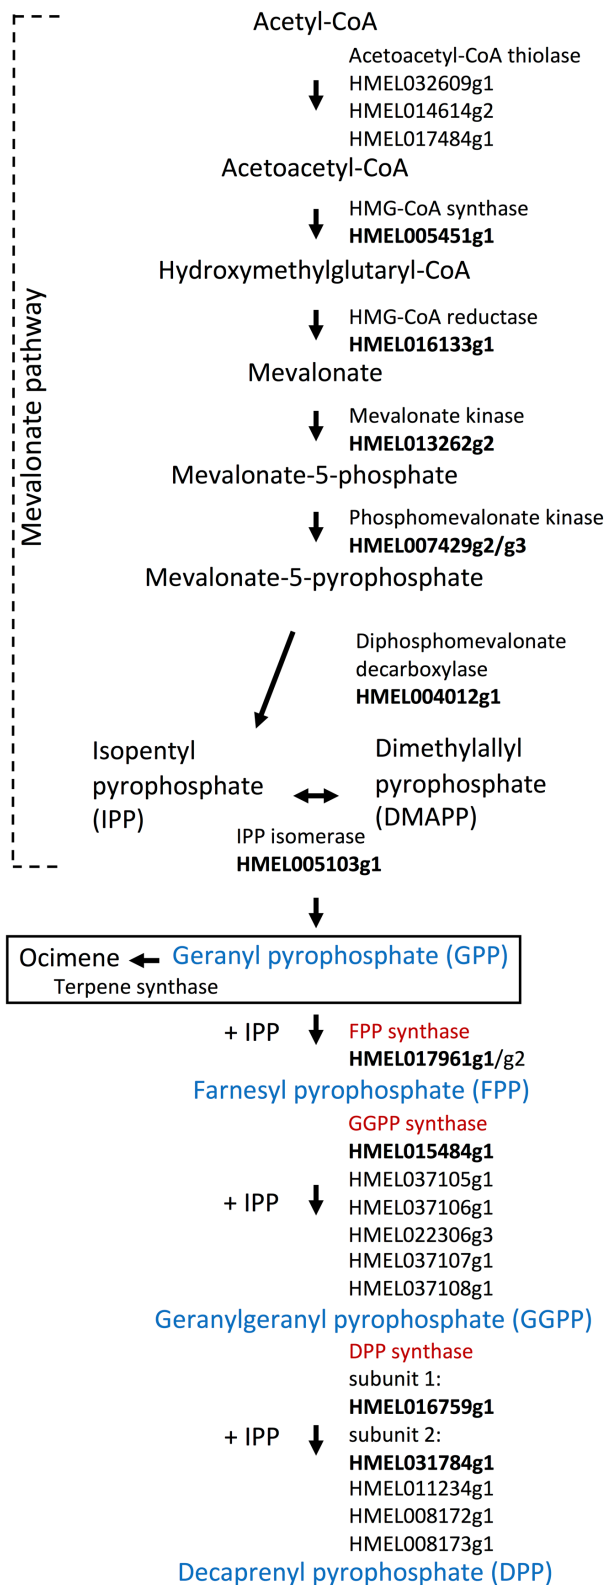 Acetyl-CoA
Acetoacetyl-CoA thiolase
HMEL032609g1
HMEL014614g2
HMEL017484g1
Acetoacetyl-CoA
HMG-CoA synthase
HMEL005451g1
Hydroxymethylglutaryl-CoA
HMG-CoA reductase
HMEL016133g1
Mevalonate
Mevalonate kinase
HMEL013262g2
Mevalonate-5-phosphate
Phosphomevalonate kinase
HMEL007429g2/g3
Mevalonate-5-pyrophosphate
Mevalonate pathway
Diphosphomevalonate
decarboxylase
HMEL004012g1
Isopentyl
pyrophosphate
(IPP)
Dimethylallyl
pyrophosphate
(DMAPP)
IPP isomerase
HMEL005103g1
Ocimene
Geranyl pyrophosphate (GPP)
Terpene synthase
+ IPP
FPP synthase
HMEL017961g1/g2
Farnesyl pyrophosphate (FPP)
GGPP synthase
HMEL015484g1
HMEL037105g1
+ IPP
HMEL037106g1
HMEL022306g3
HMEL037107g1
HMEL037108g1
Geranylgeranyl pyrophosphate (GGPP)
DPP synthase
subunit 1:
HMEL016759g1
+ IPP
subunit 2:
HMEL031784g1
HMEL011234g1
HMEL008172g1
HMEL008173g1
Decaprenyl pyrophosphate (DPP)